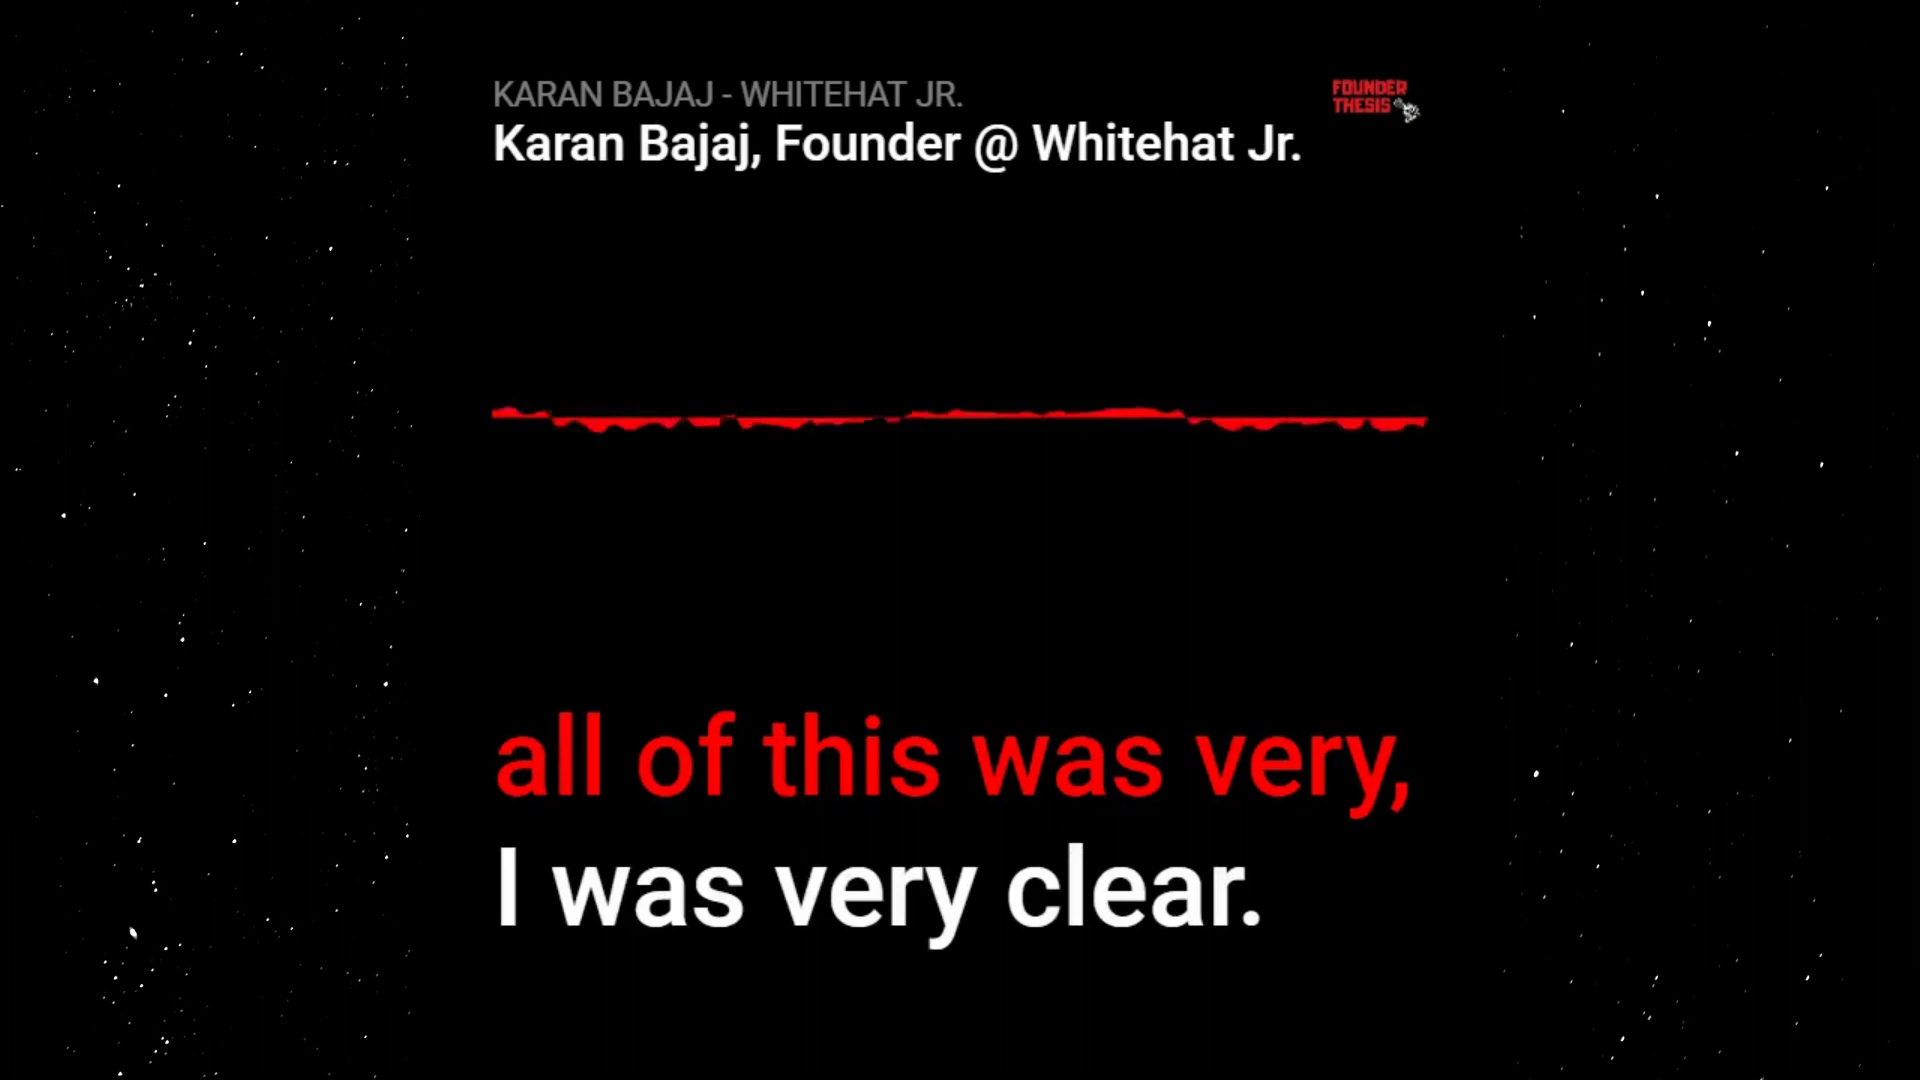 KARAN BAJAJ - WHITEHAT JR.
Karan Bajaj, Founder @ Whitehat Jr.
FOUNDER
THESIS
all of this was very,
I was very clear.